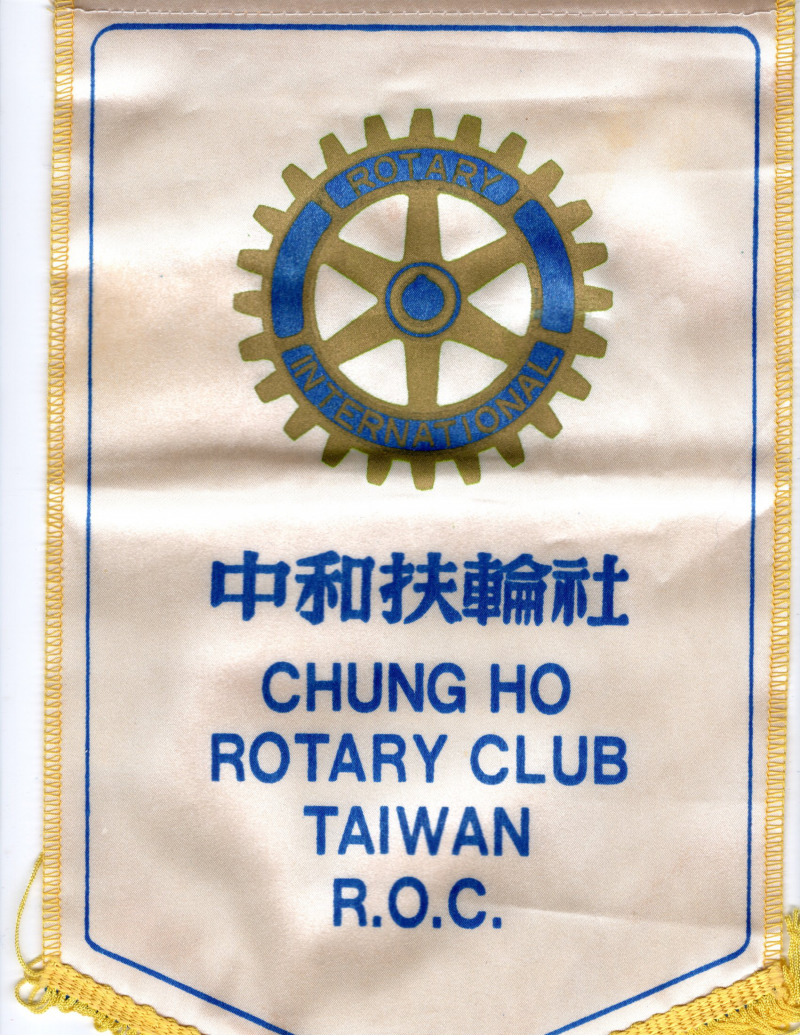 ROTARY
INTERNATIONAL
中和扶輪社
CHUNG HO
ROTARY CLUB
TAIWAN
R.O.C.